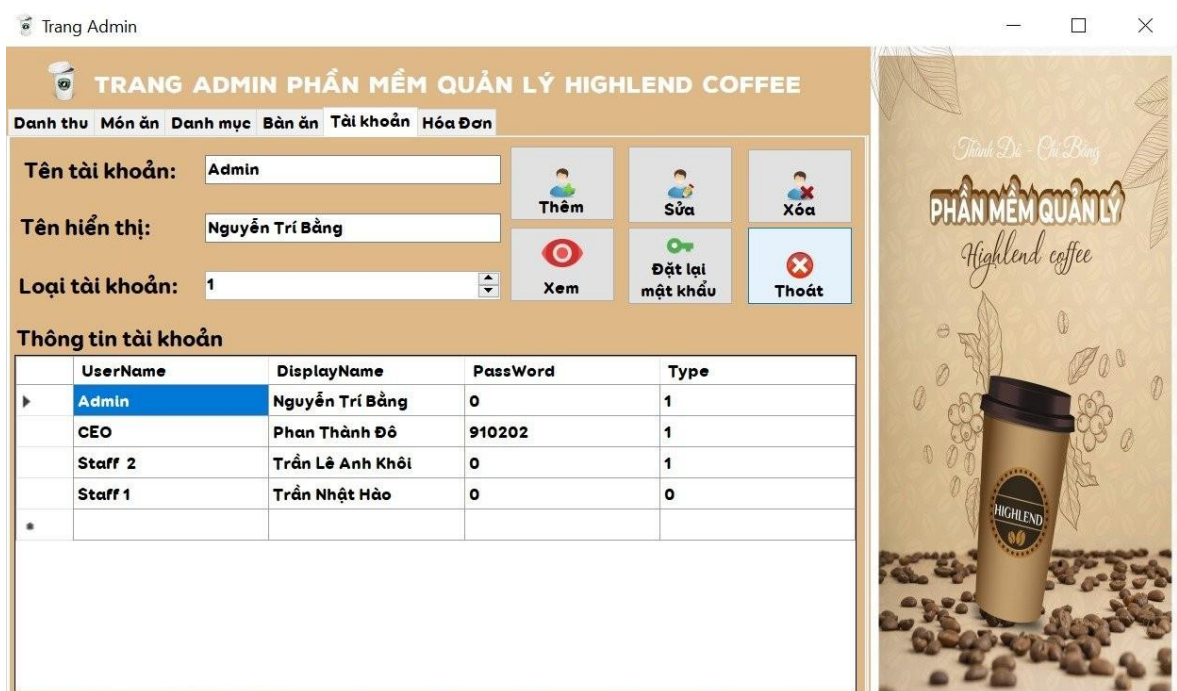 Trang Admin
TRANG ADMIN PHẦN MỀM QUẢN LÝ HIGHLEND COFFEE
Danh thu Món ăn Danh mục Bàn ăn Tài khoản Hóa Đơn
Tên tài khoản: Admin
Tên hiển thị: Nguyễn Trí Bằng
Loại tài khoản: 1
Thêm Sửa Xóa
Xem Đặt lại mật khẩu Thoát
Thông tin tài khoản
UserName DisplayName PassWord Type
Admin Nguyễn Trí Bằng 0 1
CEO Phan Thành Đô 910202 1
Staff 2 Trần Lê Anh Khôi 0 1
Staff1 Trần Nhật Hào 0 0
Thành Đô - Chí Bằng
PHẦN MỀM QUẢN LÝ
Highlend coffee
HIGHLEND